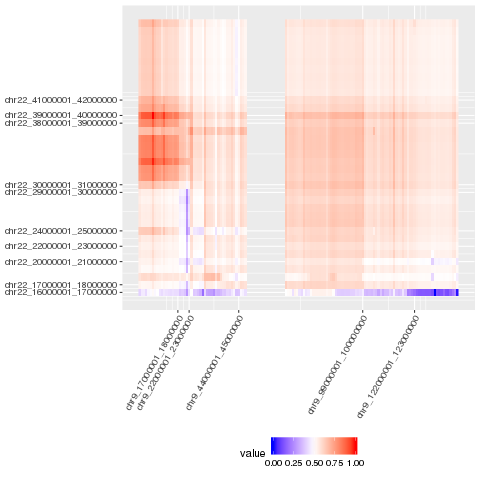 chr22_41000001_42000000
chr22_39000001_40000000
chr22_38000001_39000000
chr22_30000001_31000000
chr22_29000001_30000000
chr22_24000001_25000000
chr22_22000001_23000000
chr22_20000001_21000000
chr22_17000001_18000000
chr22_16000001_17000000
chr9_17000001_18000000
chr9_22000001_23000000
chr9_44000001_45000000
chr9_99000001_100000000
chr9_122000001_123000000
value
0.00 0.25 0.50 0.75 1.00